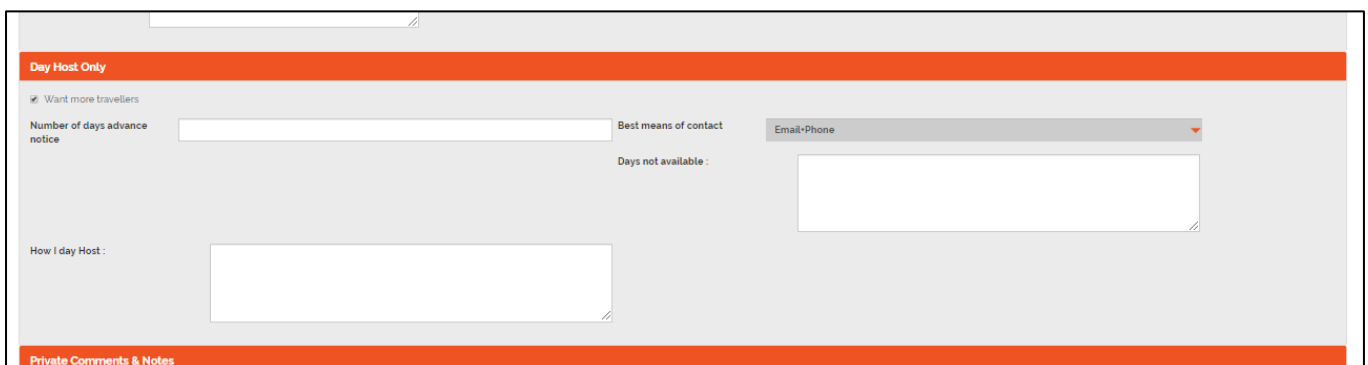 Day Host Only
Want more travellers
Number of days advance
notice
Best means of contact
Email+Phone
Days not available :
How I day Host :
Private Comments & Notes